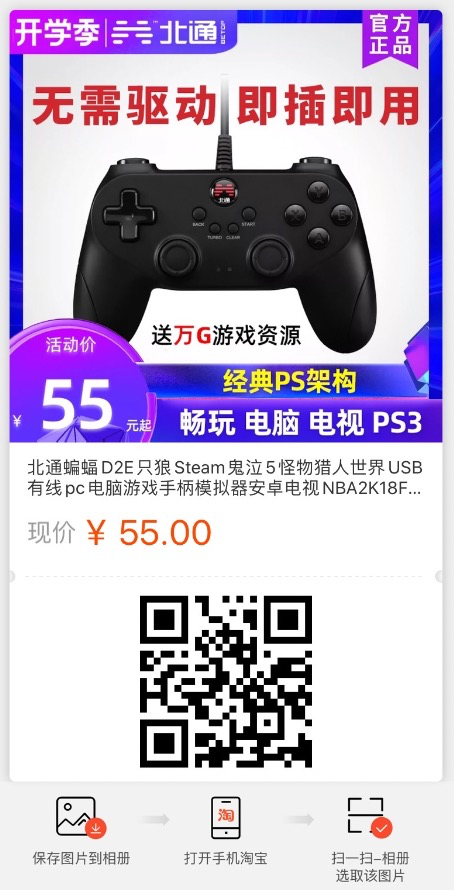 开学季 北通 BETOP
官方
正品
无需驱动 即插即用
北通
BACK START
TURBO CLEAR
Y
X B
A
送万G游戏资源
活动价
¥ 55 元起
经典PS架构
畅玩 电脑 电视 PS3
北通蝙蝠D2E只狼Steam鬼泣5怪物猎人世界USB
有线pc电脑游戏手柄模拟器安卓电视NBA2K18F...
现价 ¥ 55.00
淘
保存图片到相册 打开手机淘宝 扫一扫-相册
选取该图片